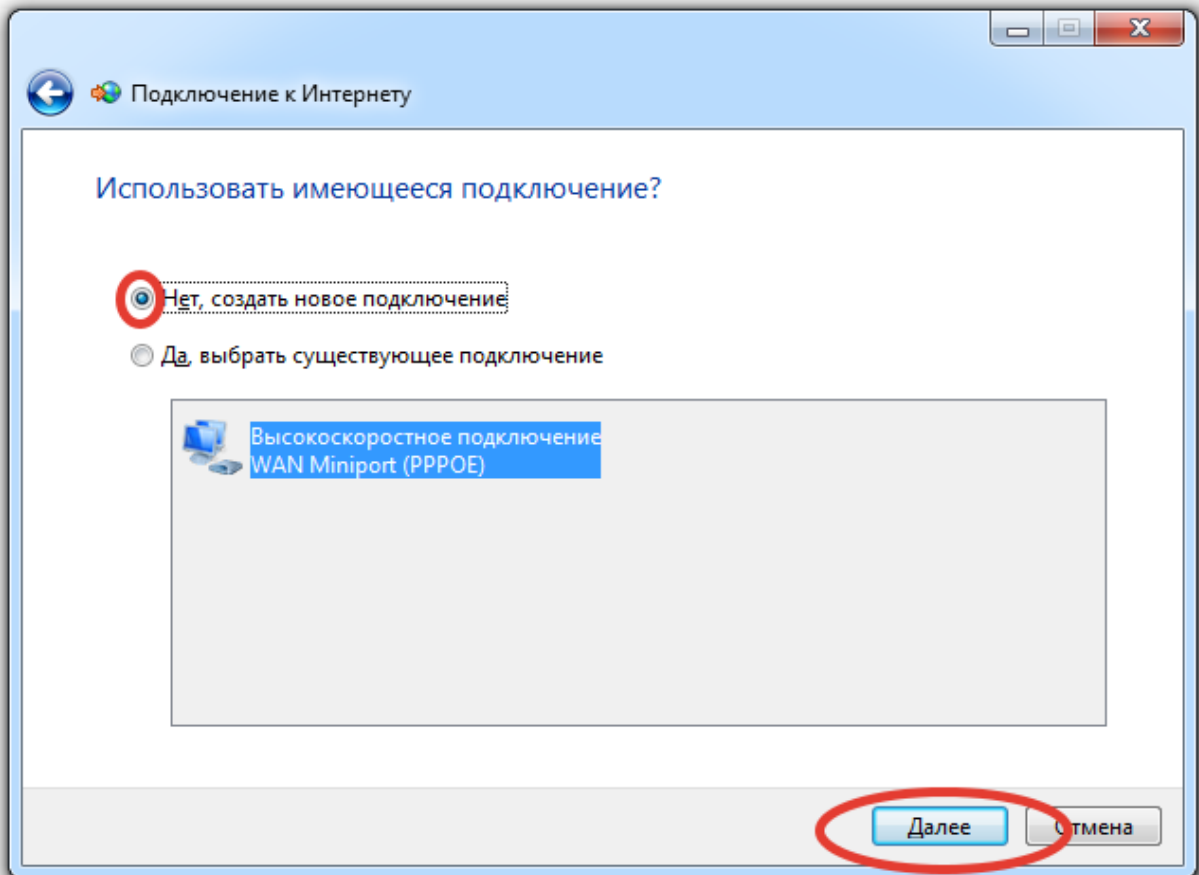 Подключение к Интернету
Использовать имеющееся подключение?
Нет, создать новое подключение
Да, выбрать существующее подключение
Высокоскоростное подключение
WAN Miniport (PPPOE)
Далее
Отмена